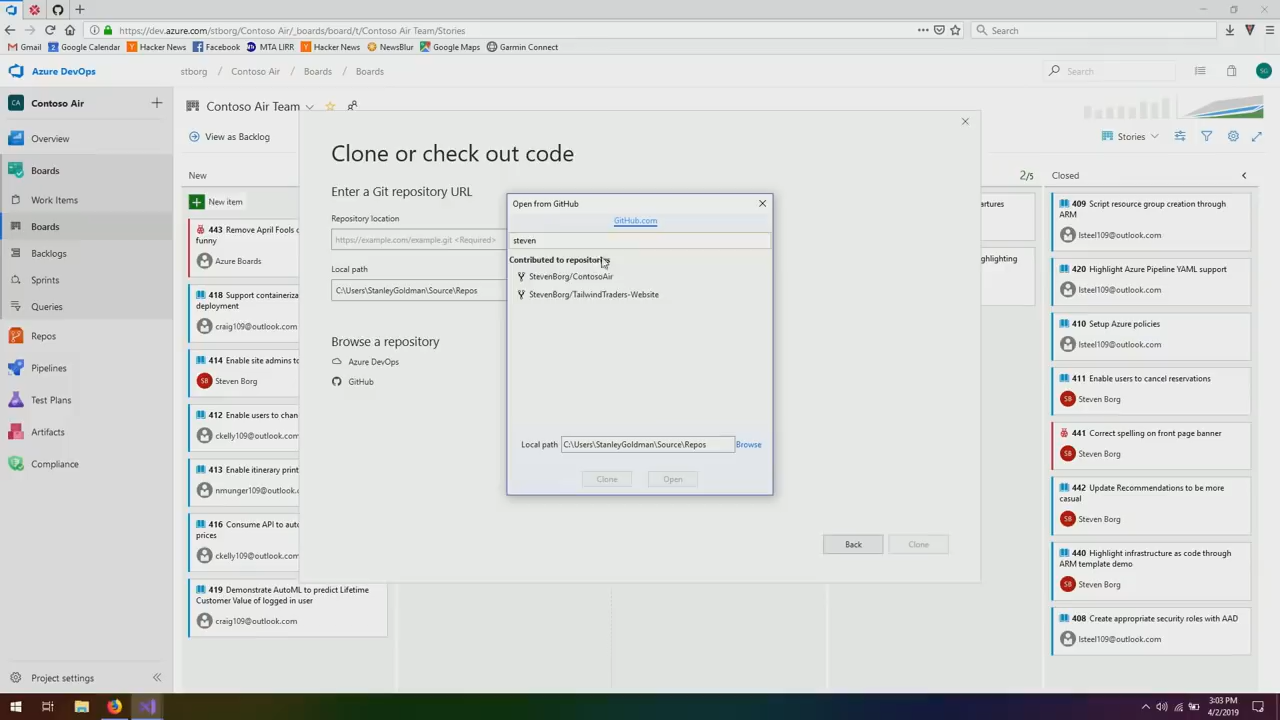 https://dev.azure.com/stborg/Contoso Air/_boards/board/t/Contoso Air Team/Stories
Search
Gmail
Google Calendar
Hacker News
Facebook
MTA LIRR
Hacker News
NewsBlur
Google Maps
Garmin Connect
Azure DevOps
stborg / Contoso Air / Boards / Boards
Search
SG
CA
Contoso Air
Overview
Boards
Work Items
Boards
Backlogs
Sprints
Queries
Repos
Pipelines
Test Plans
Artifacts
Compliance
Project settings
Contoso Air Team
View as Backlog
Stories
New
New item
443 Remove April Fools
funny
Azure Boards
418 Support containeriza
deployment
craig109@outlook.com
414 Enable site admins to
SB
Steven Borg
412 Enable users to chan
ckelly109@outlook.com
413 Enable itinerary print
nmunger109@outlook.com
416 Consume API to auto
prices
ckelly109@outlook.com
419 Demonstrate AutoML to predict Lifetime
Customer Value of logged in user
craig109@outlook.com
Clone or check out code
Enter a Git repository URL
Repository location
https://example.com/example.git <Required>
Local path
C:\Users\StanleyGoldman\Source\Repos
Browse a repository
Azure DevOps
GitHub
Back
Clone
Open from GitHub
GitHub.com
steven
Contributed to repositories
StevenBorg/ContosoAir
StevenBorg/TailwindTraders-Website
Local path
C:\Users\StanleyGoldman\Source\Repos
Browse
Clone
Open
2/5
artures
ghlighting
Closed
409 Script resource group creation through
ARM
lsteel109@outlook.com
420 Highlight Azure Pipeline YAML support
lsteel109@outlook.com
410 Setup Azure policies
lsteel109@outlook.com
411 Enable users to cancel reservations
SB
Steven Borg
441 Correct spelling on front page banner
SB
Steven Borg
442 Update Recommendations to be more
casual
SB
Steven Borg
440 Highlight infrastructure as code through
ARM template demo
SB
Steven Borg
408 Create appropriate security roles with AAD
lsteel109@outlook.com
3:03 PM
4/2/2019